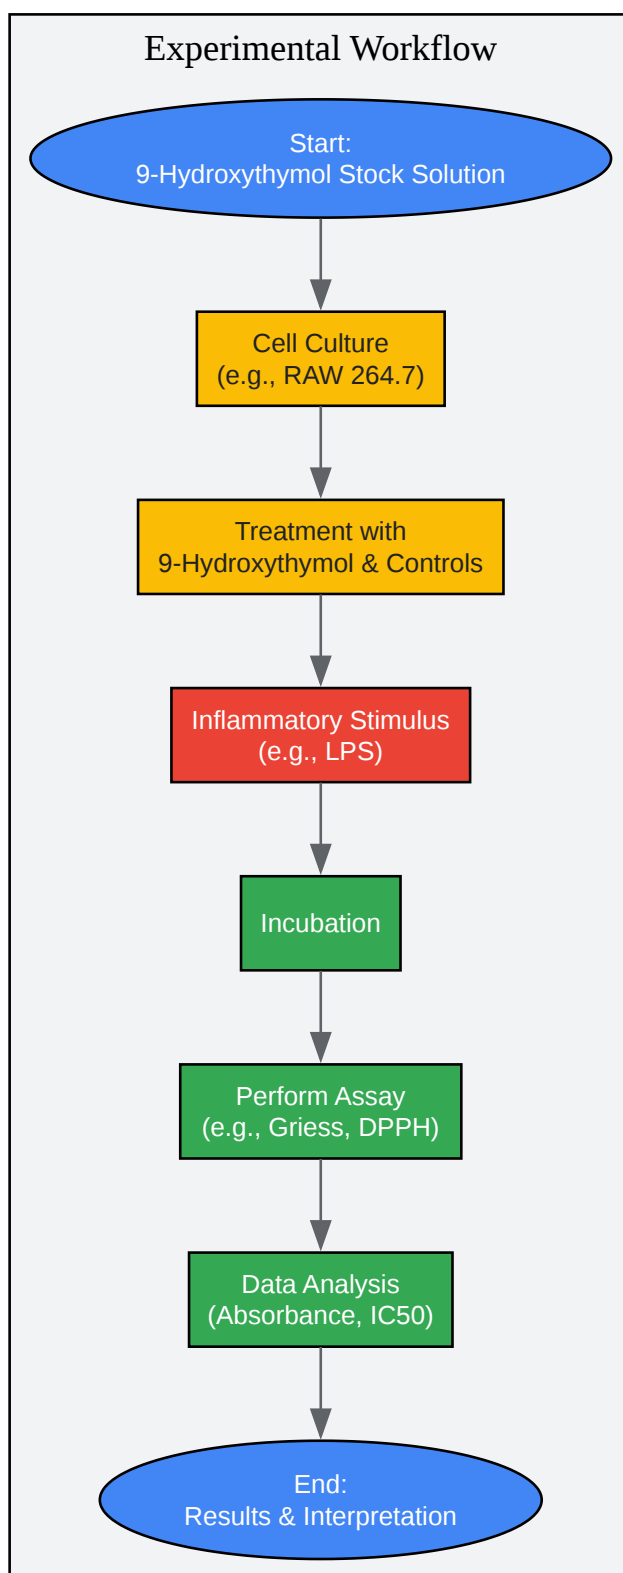 Experimental Workflow
Start:
9-Hydroxythymol Stock Solution
Cell Culture
(e.g., RAW 264.7)
Treatment with
9-Hydroxythymol & Controls
Inflammatory Stimulus
(e.g., LPS)
Incubation
Perform Assay
(e.g., Griess, DPPH)
Data Analysis
(Absorbance, IC50)
End:
Results & Interpretation